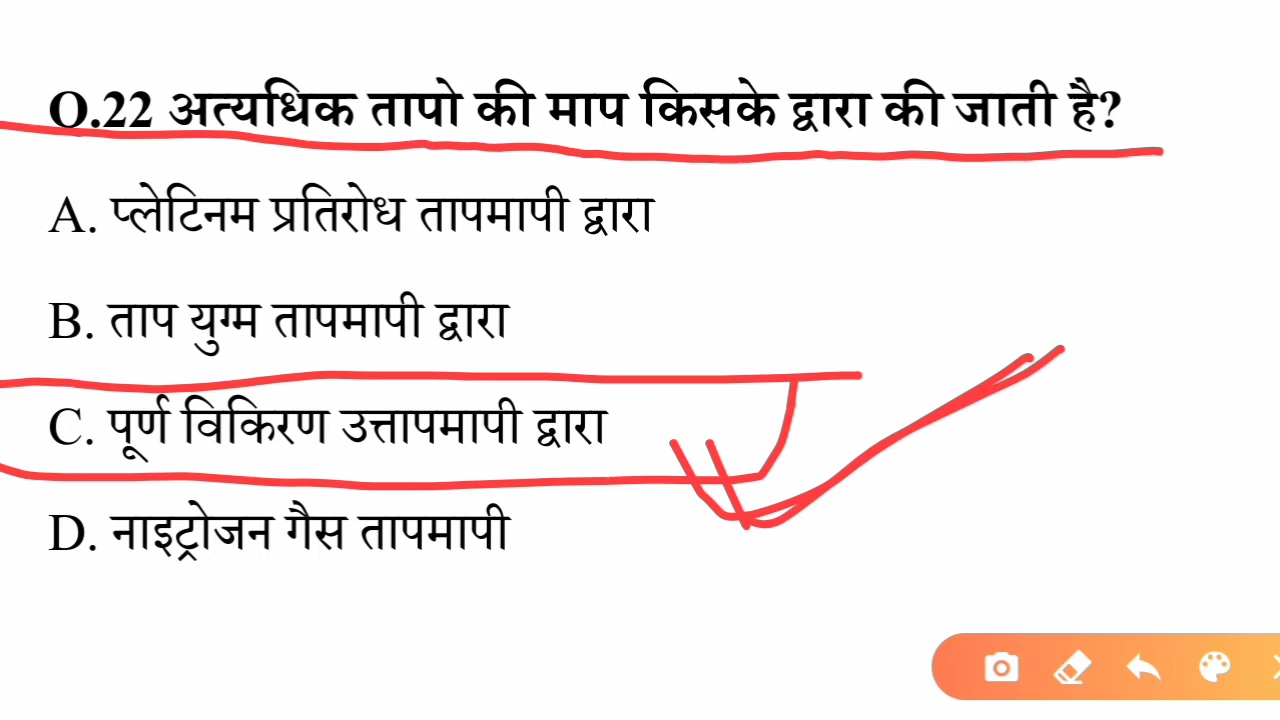 Q.22 अत्यधिक तापो की माप किसके द्वारा की जाती है?
A. प्लेटिनम प्रतिरोध तापमापी द्वारा
B. ताप युग्म तापमापी द्वारा
C. पूर्ण विकिरण उत्तापमापी द्वारा
D. नाइट्रोजन गैस तापमापी